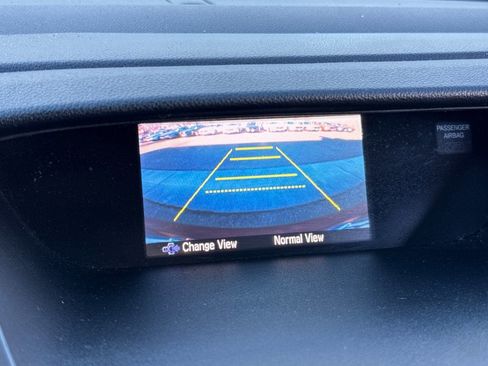 PASSENGER
AIRBAG
Change View
Normal View